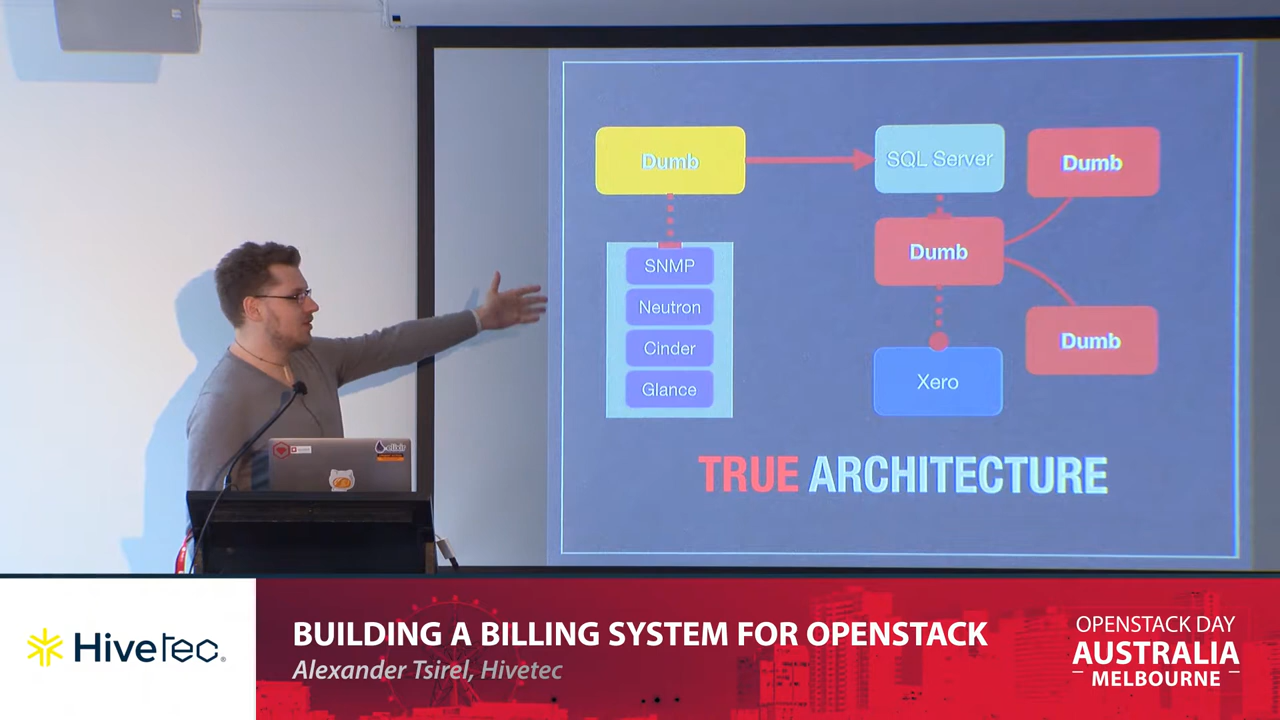 Dumb
SQL Server
Dumb
Dumb
SNMP
Neutron
Cinder
Glance
Dumb
Xero
TRUE ARCHITECTURE
elixir
Hivetec
BUILDING A BILLING SYSTEM FOR OPENSTACK
Alexander Tsirel, Hivetec
OPENSTACK DAY
AUSTRALIA
MELBOURNE